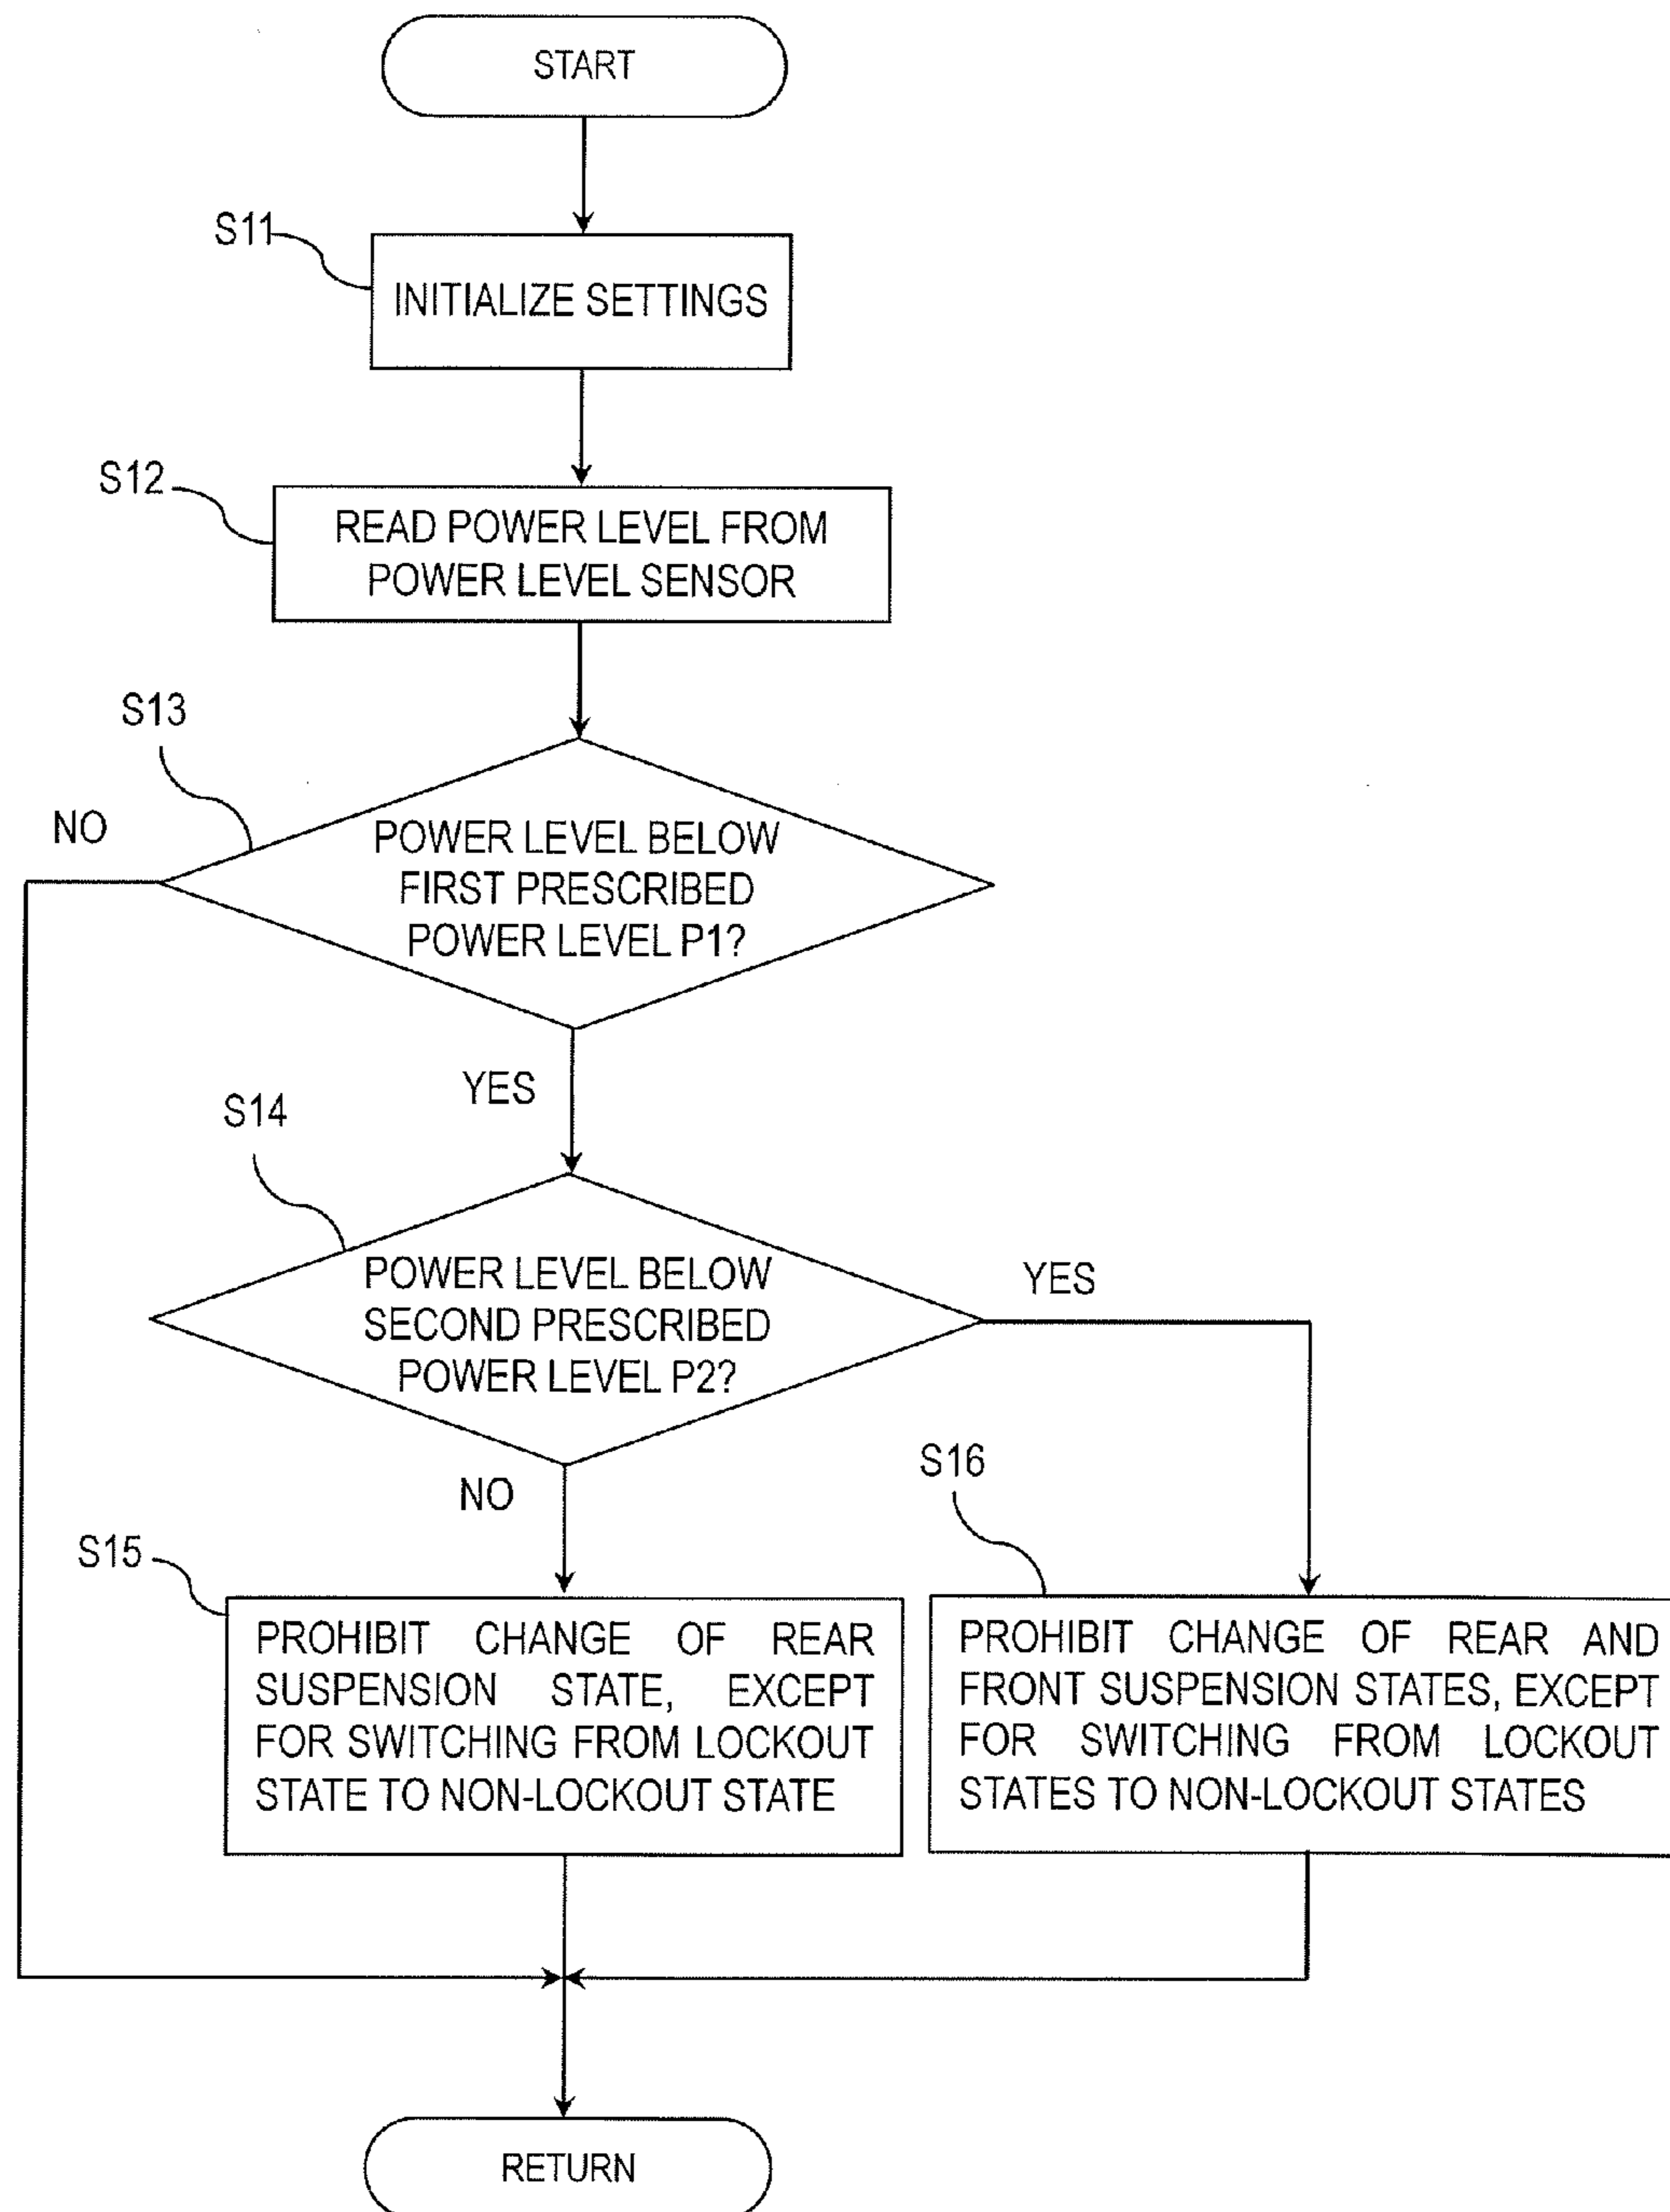 START
S11
INITIALIZE SETTINGS
S12
READ POWER LEVEL FROM
POWER LEVEL SENSOR
S13
NO
POWER LEVEL BELOW
FIRST PRESCRIBED
POWER LEVEL P1?
YES
S14
POWER LEVEL BELOW
SECOND PRESCRIBED
POWER LEVEL P2?
YES
NO
S15
PROHIBIT CHANGE OF REAR
SUSPENSION STATE, EXCEPT
FOR SWITCHING FROM LOCKOUT
STATE TO NON-LOCKOUT STATE
S16
PROHIBIT CHANGE OF REAR AND
FRONT SUSPENSION STATES, EXCEPT
FOR SWITCHING FROM LOCKOUT
STATES TO NON-LOCKOUT STATES
RETURN